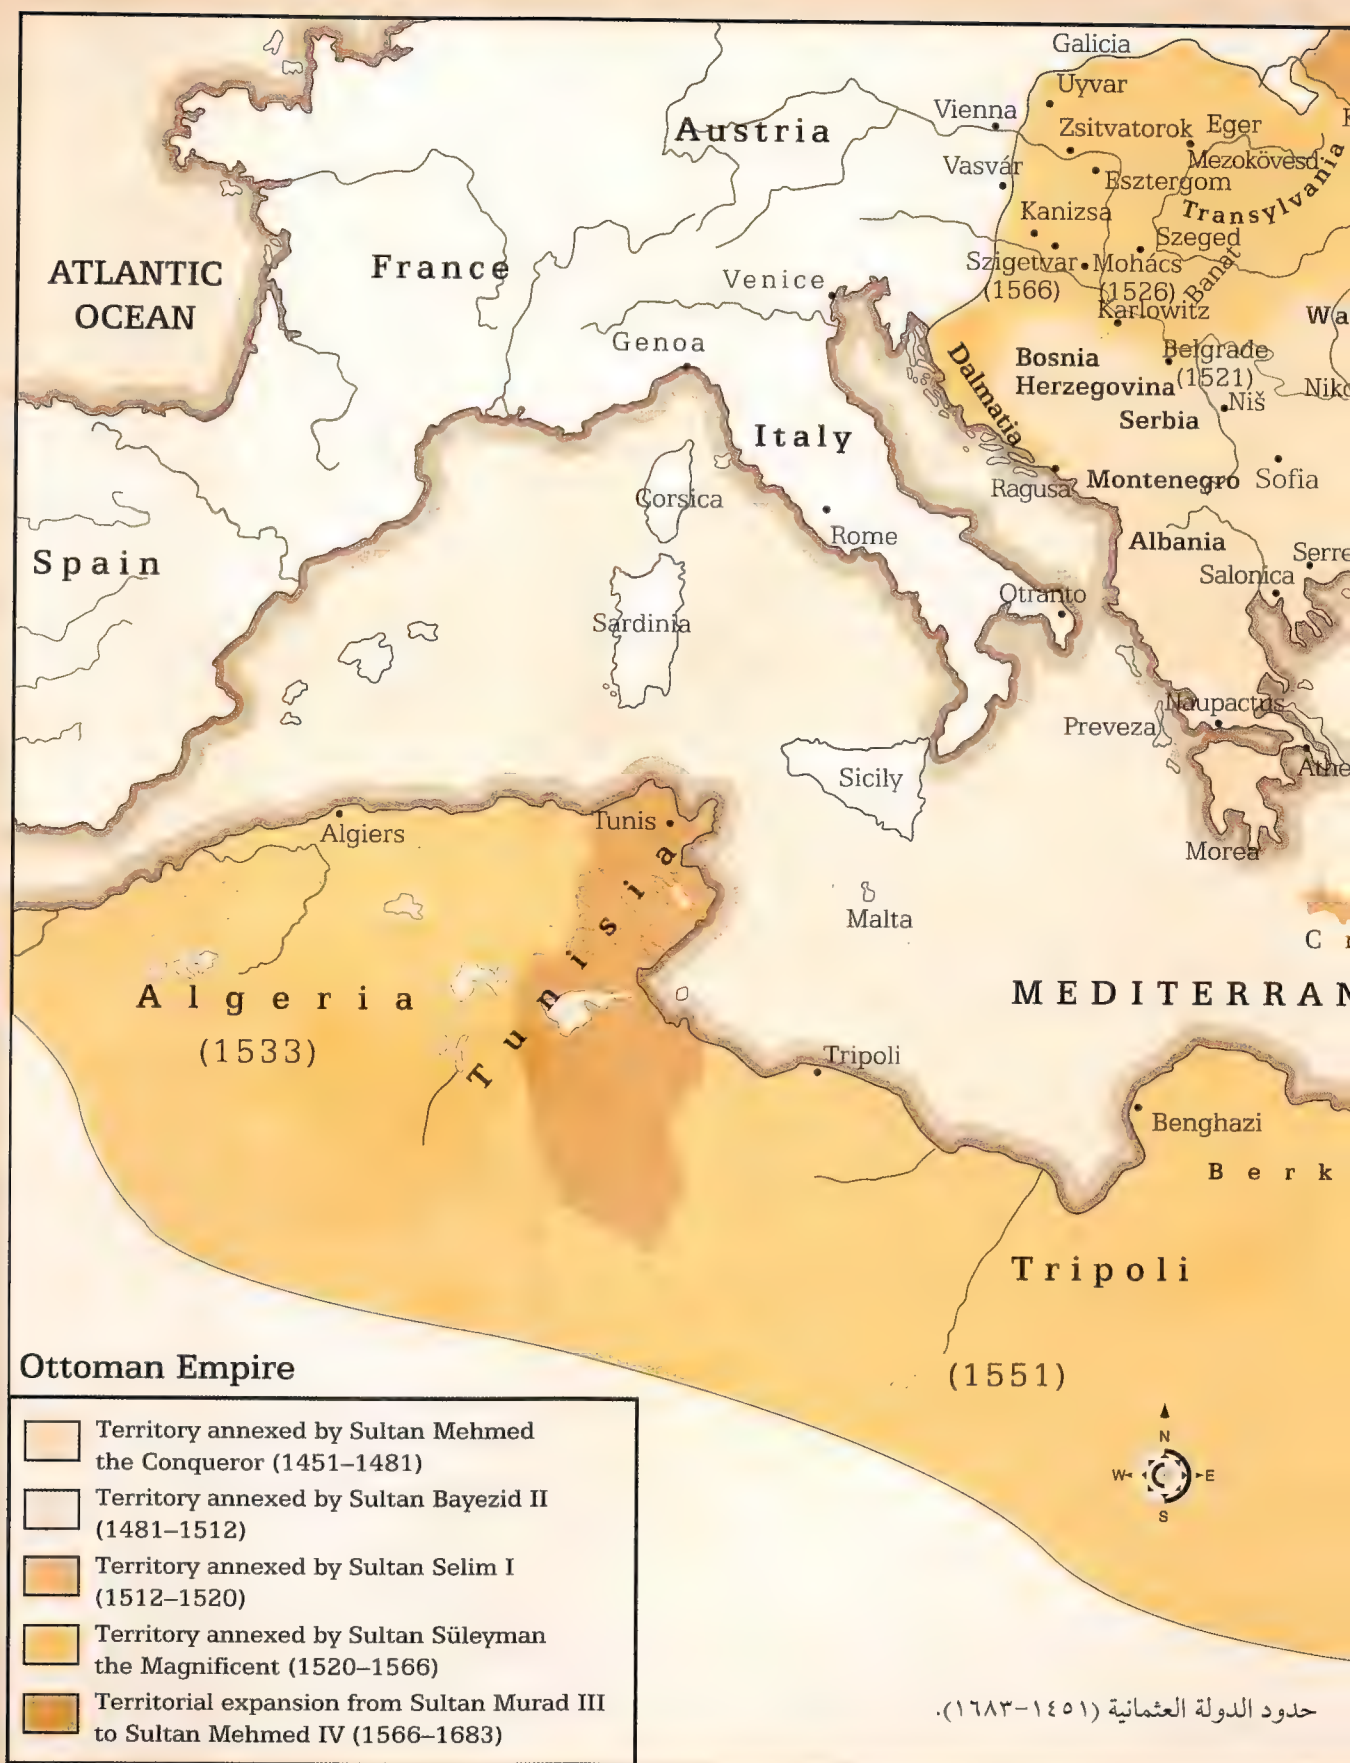 Galicia
Uyvar
Vienna
Zsitvatorok
Eger
Austria
Vasvár
Mezokövesd
Esztergom
Transylvania
Kanizsa
Szeged
ATLANTIC
OCEAN
France
Venice
Szigetvar
(1566)
Mohács
(1526)
Banat
Karlowitz
Wa
Genoa
Dalmatia
Bosnia
Herzegovina
Belgrade
(1521)
Niš
Serbia
Italy
Ragusa
Montenegro
Sofia
Corsica
Rome
Albania
Serre
Salonica
Spain
Otranto
Sardinia
Naupactus
Preveza
Sicily
Athe
Algiers
Tunis
Morea
Malta
Tunisia
Algeria
(1533)
MEDITERRAN
Tripoli
Benghazi
Berk
Tripoli
(1551)
N
W
E
S
Ottoman Empire
Territory annexed by Sultan Mehmed
the Conqueror (1451–1481)
Territory annexed by Sultan Bayezid II
(1481–1512)
Territory annexed by Sultan Selim I
(1512–1520)
Territory annexed by Sultan Süleyman
the Magnificent (1520–1566)
Territorial expansion from Sultan Murad III
to Sultan Mehmed IV (1566–1683)
حدود الدولة العثمانية (١٤٥١-١٦٨٣).